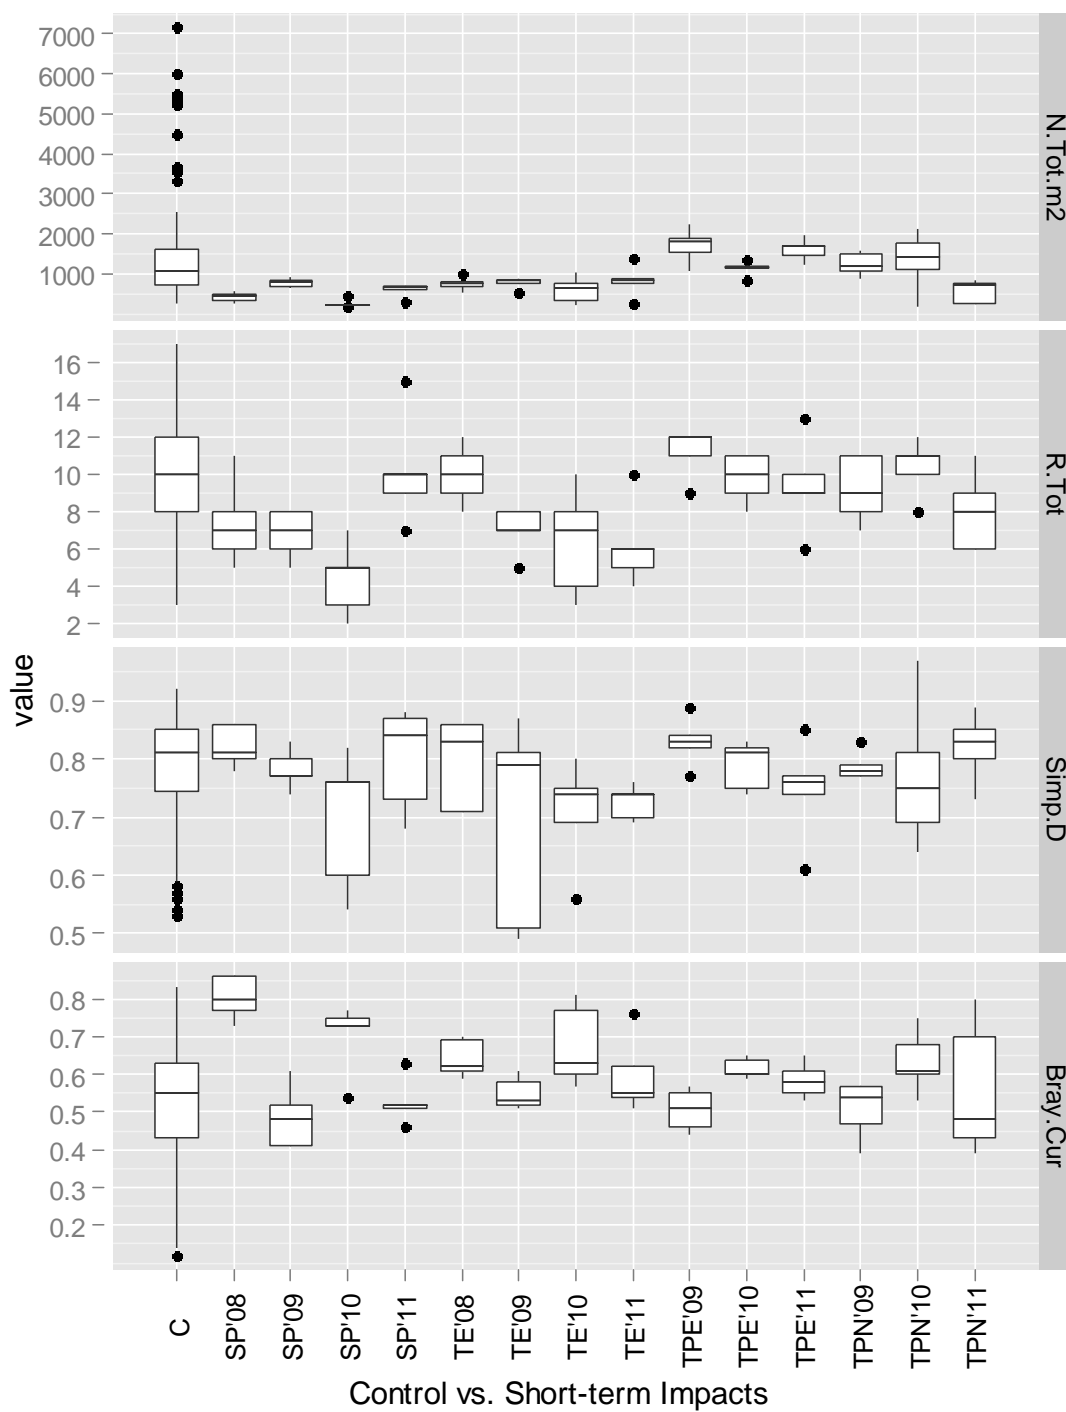 7000
6000
5000
4000
3000
2000
1000
N.Tot.m2
16
14
12
10
8
6
4
2
R.Tot
0.9
0.8
0.7
0.6
0.5
Simp.D
0.8
0.7
0.6
0.5
0.4
0.3
0.2
Bray.Cur
value
C
SP'08
SP'09
SP'10
SP'11
TE'08
TE'09
TE'10
TE'11
TPE'09
TPE'10
TPE'11
TPN'09
TPN'10
TPN'11
Control vs. Short-term Impacts